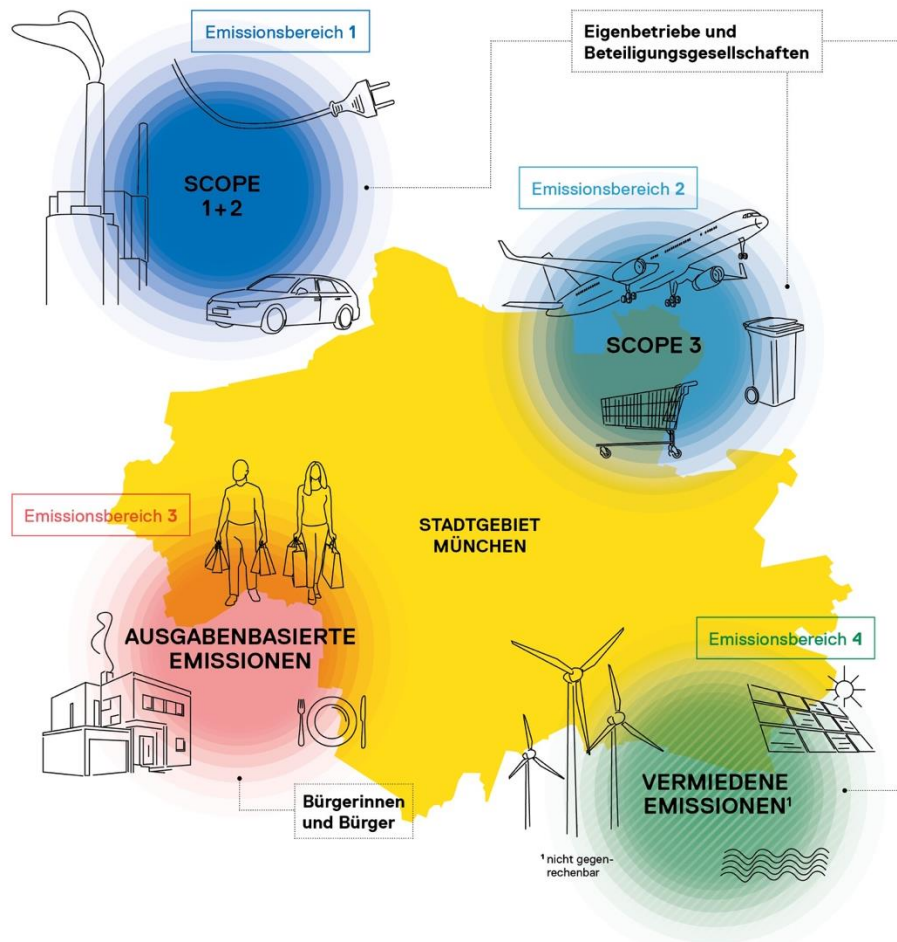 Emissionsbereich 1
Eigenbetriebe und
Beteiligungsgesellschaften
SCOPE
1+2
Emissionsbereich 2
SCOPE 3
Emissionsbereich 3
STADTGEBIET
MÜNCHEN
AUSGABENBASIERTE
EMISSIONEN
Emissionsbereich 4
Bürgerinnen
und Bürger
VERMIEDENE
EMISSIONEN¹
¹ nicht gegen-
rechenbar